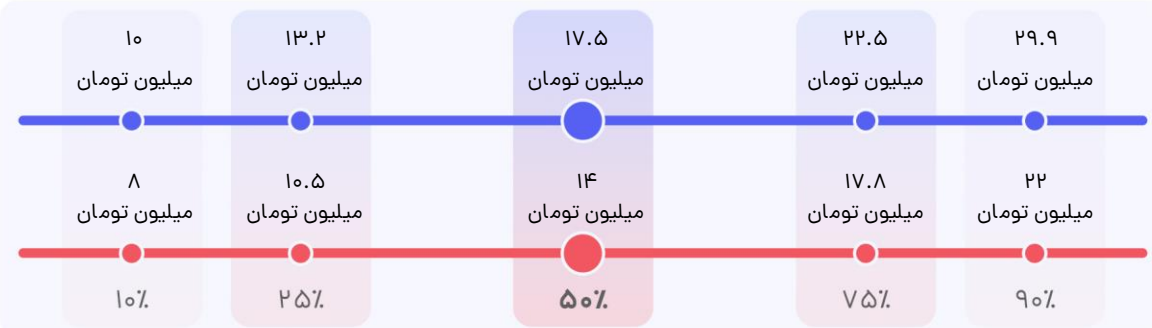 ۱۰
میلیون تومان
۱۳.۲
میلیون تومان
۱۷.۵
میلیون تومان
۲۲.۵
میلیون تومان
۲۹.۹
میلیون تومان
۸
میلیون تومان
۱۰.۵
میلیون تومان
۱۴
میلیون تومان
۱۷.۸
میلیون تومان
۲۲
میلیون تومان
۱۰٪
۲۵٪
۵۰٪
۷۵٪
۹۰٪